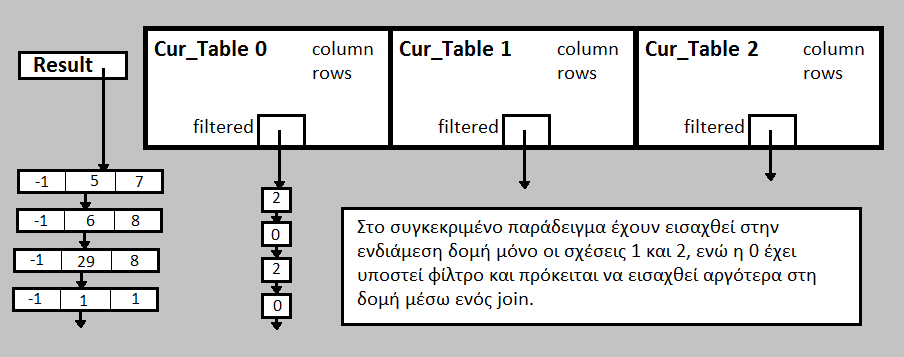 Result
Cur_Table 0
column
rows
filtered
Cur_Table 1
column
rows
filtered
Cur_Table 2
column
rows
filtered
-1 5 7
-1 6 8
-1 29 8
-1 1 1
2
0
2
0
Στο συγκεκριμένο παράδειγμα έχουν εισαχθεί στην
ενδιάμεση δομή μόνο οι σχέσεις 1 και 2, ενώ η 0 έχει
υποστεί φίλτρο και πρόκειται να εισαχθεί αργότερα στη
δομή μέσω ενός join.